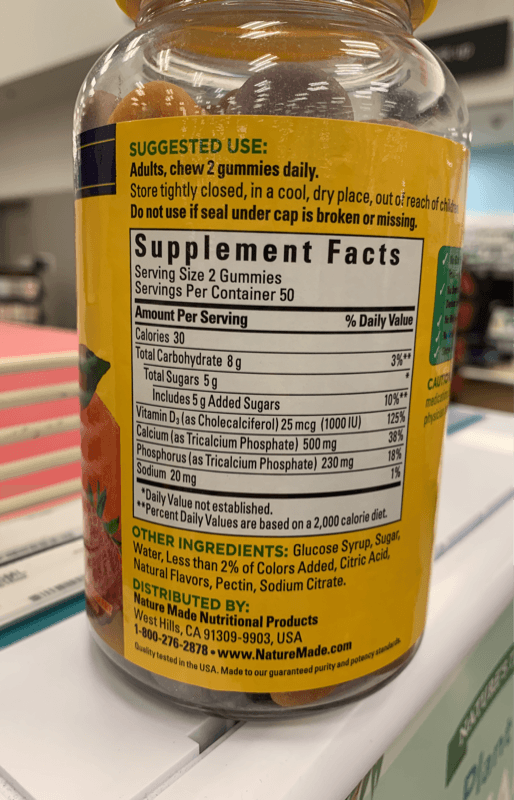 SUGGESTED USE:
Adults, chew 2 gummies daily.
Store tightly closed, in a cool, dry place, out of reach of
Do not use if seal under cap is broken or missing.
Supplement Facts
Serving Size 2 Gummies
Servings Per Container 50
Amount Per Serving % Daily Value
Calories 30
Total Carbohydrate 8 g 3%**
Total Sugars 5 g *
Includes 5 g Added Sugars 10%**
Vitamin D₃ (as Cholecalciferol) 25 mcg (1000 IU) 125%
Calcium (as Tricalcium Phosphate) 500 mg 38%
Phosphorus (as Tricalcium Phosphate) 230 mg 18%
Sodium 20 mg 1%
*Daily Value not established.
**Percent Daily Values are based on a 2,000 calorie diet.
OTHER INGREDIENTS: Glucose Syrup, Sugar,
Water, Less than 2% of Colors Added, Citric Acid,
Natural Flavors, Pectin, Sodium Citrate.
DISTRIBUTED BY:
Nature Made Nutritional Products
West Hills, CA 91309-9903, USA
1-800-276-2878 • www.NatureMade.com
Quality tested in the USA. Made to our guaranteed purity and potency standards.
Plant